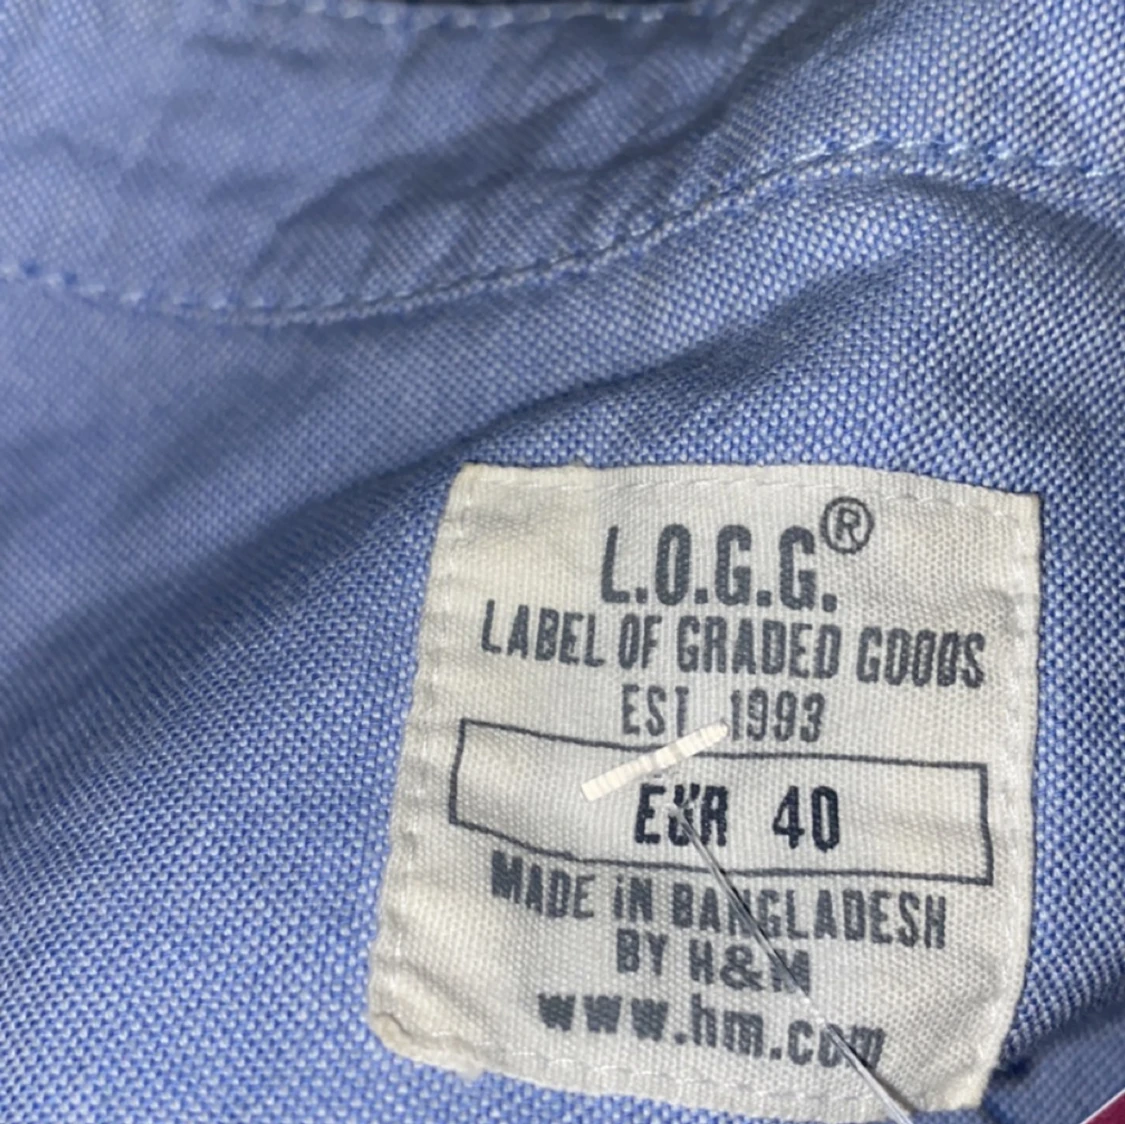 L.O.G.G.®
LABEL OF GRADED GOODS
EST 1993
EUR 40
MADE iN BANGLADESH
BY H&M
www.hm.com